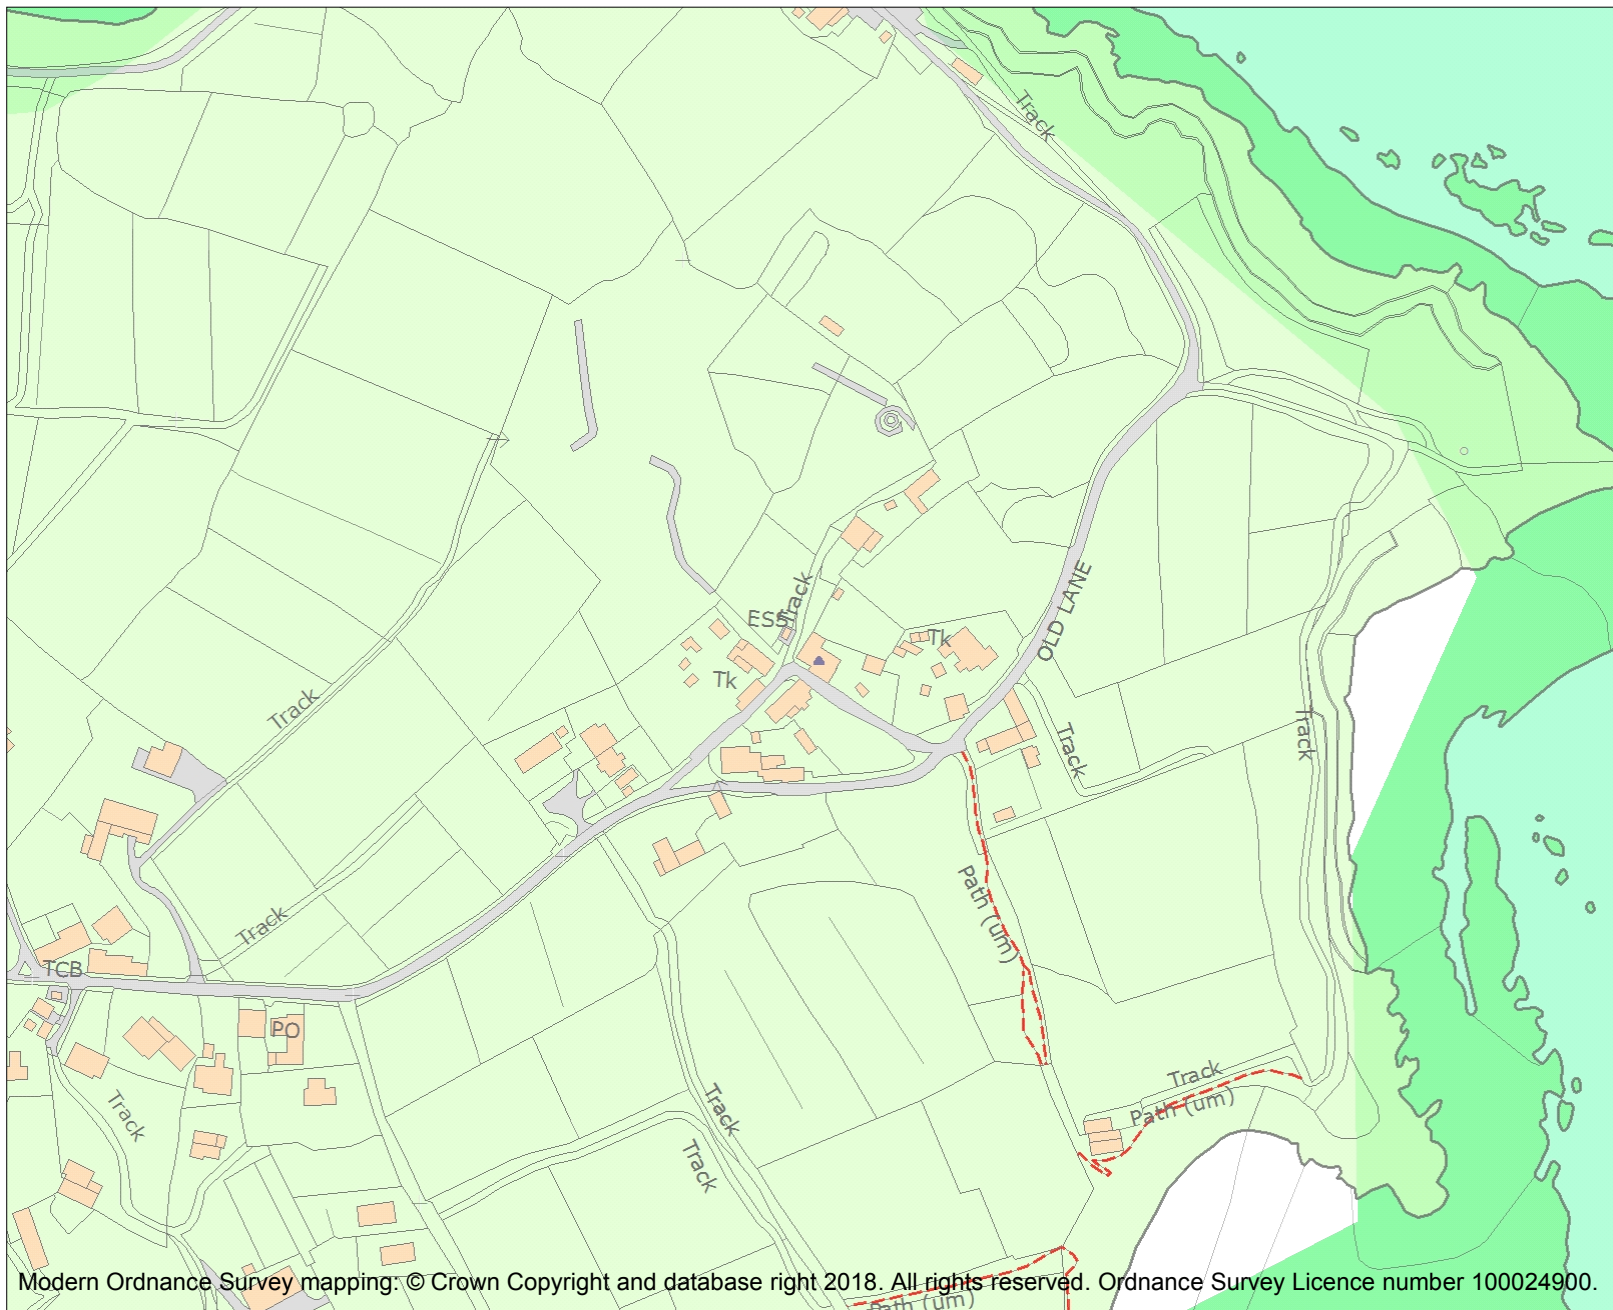 Track
ESS
Track
OLD LANE
Tk
Tk
Track
Track
Track
Path (um)
Track
TCB
PO
Track
Path (um)
Track
Track
Track
Path (um)
Modern Ordnance Survey mapping: © Crown Copyright and database right 2018. All rights reserved. Ordnance Survey Licence number 100024900.